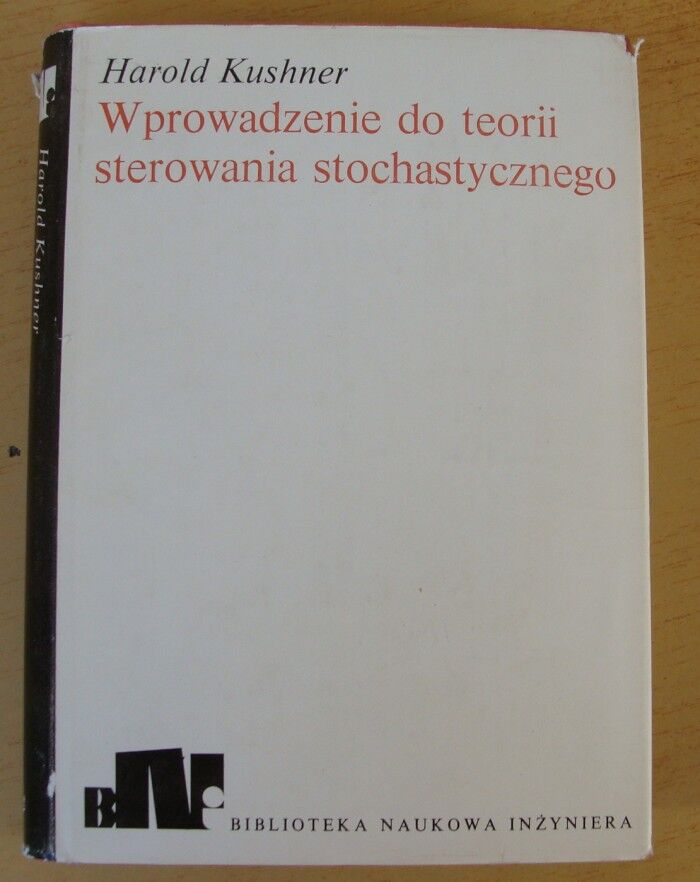 Harold Kushner
Wprowadzenie do teorii
sterowania stochastycznego
Harold Kushner
BNi
BIBLIOTEKA NAUKOWA INŻYNIERA